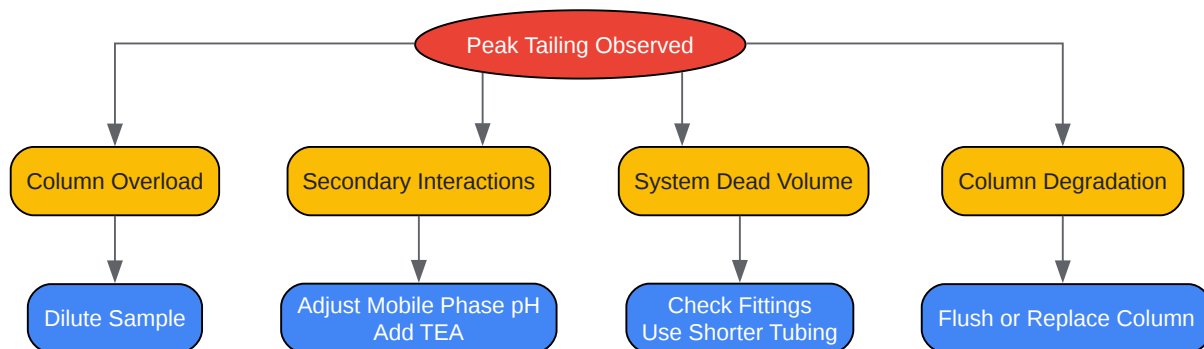 Peak Tailing Observed
Column Overload
Secondary Interactions
System Dead Volume
Column Degradation
Dilute Sample
Adjust Mobile Phase pH
Add TEA
Check Fittings
Use Shorter Tubing
Flush or Replace Column